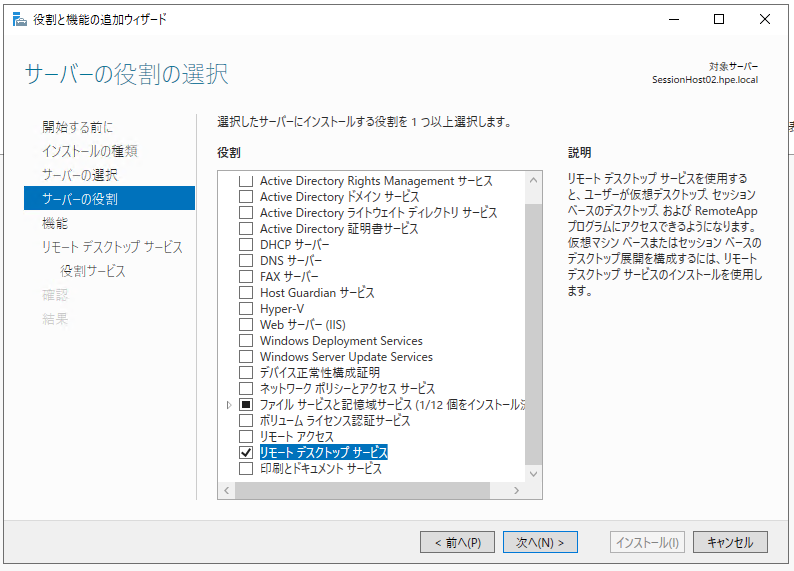 役割と機能の追加ウィザード
サーバーの役割の選択
対象サーバー
SessionHost02.hpe.local
開始する前に
インストールの種類
サーバーの選択
サーバーの役割
機能
リモート デスクトップ サービス
役割サービス
確認
結果
選択したサーバーにインストールする役割を 1 つ以上選択します。
役割
Active Directory Rights Management サービス
Active Directory ドメイン サービス
Active Directory ライトウェイト ディレクトリ サービス
Active Directory 証明書サービス
DHCP サーバー
DNS サーバー
FAX サーバー
Host Guardian サービス
Hyper-V
Web サーバー (IIS)
Windows Deployment Services
Windows Server Update Services
デバイス正常性構成証明
ネットワーク ポリシーとアクセス サービス
ファイル サービスと記憶域サービス (1/12 個をインストール
ボリューム ライセンス認証サービス
リモート アクセス
リモート デスクトップ サービス
印刷とドキュメント サービス
説明
リモート デスクトップ サービスを使用する
と、ユーザーが仮想デスクトップ、セッション
ベースのデスクトップ、および RemoteApp
プログラムにアクセスできるようになります。
仮想マシン ベースまたはセッション ベースの
デスクトップ展開を構成するには、リモート
デスクトップ サービスのインストールを使用し
ます。
< 前へ(P)
次へ(N) >
インストール(I)
キャンセル